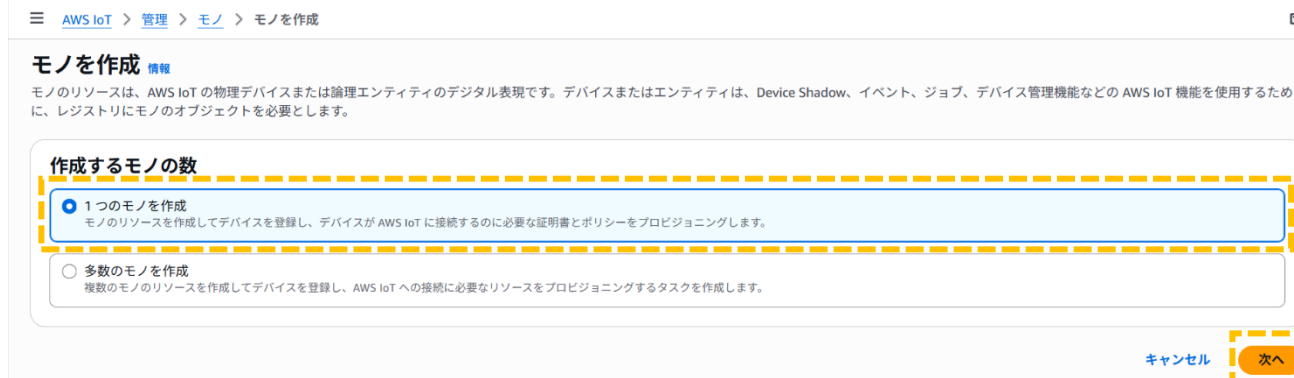 AWS IoT > 管理 > モノ > モノを作成
モノを作成 情報
モノのリソースは、AWS IoT の物理デバイスまたは論理エンティティのデジタル表現です。デバイスまたはエンティティは、Device Shadow、イベント、ジョブ、デバイス管理機能などの AWS IoT 機能を使用するため
に、レジストリにモノのオブジェクトを必要とします。
作成するモノの数
1 つのモノを作成
モノのリソースを作成してデバイスを登録し、デバイスが AWS IoT に接続するのに必要な証明書とポリシーをプロビジョニングします。
多数のモノを作成
複数のモノのリソースを作成してデバイスを登録し、AWS IoT への接続に必要なリソースをプロビジョニングするタスクを作成します。
キャンセル 次へ